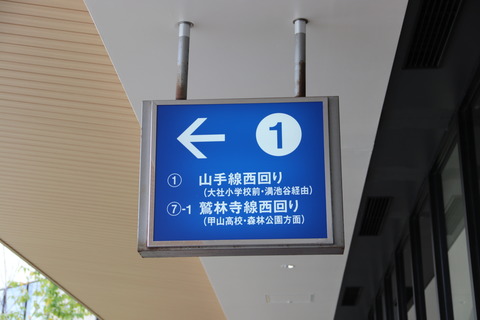 ← ①
① 山手線西回り
(大社小学校前・満池谷経由)
⑦-1 鷲林寺線西回り
(甲山高校・森林公園方面)